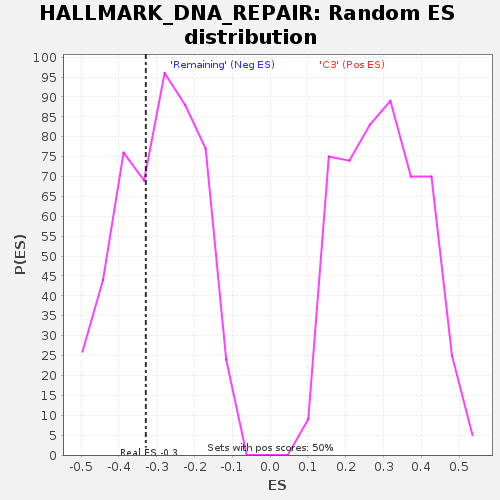 HALLMARK_DNA_REPAIR: Random ES
distribution
'Remaining' (Neg ES)
'C3' (Pos ES)
100
95
90
85
80
75
70
65
60
55
50
45
40
35
30
25
20
15
10
5
0
P(ES)
Real ES -0.3
Sets with pos scores: 50%
-0.5 -0.4 -0.3 -0.2 -0.1 0.0 0.1 0.2 0.3 0.4 0.5
ES